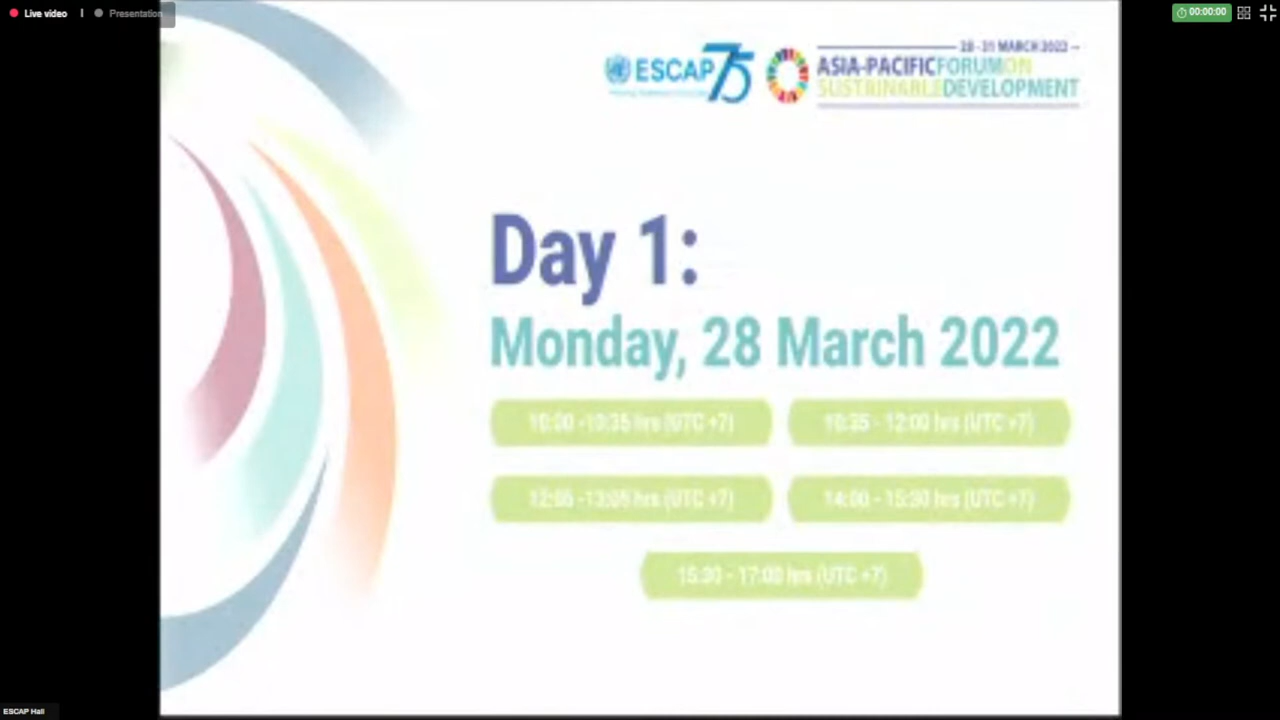 Live video
Presentation
00:00:00
ESCAP 75
28 - 31 MARCH 2022
ASIA-PACIFIC FORUM ON
SUSTAINABLE DEVELOPMENT
Day 1:
Monday, 28 March 2022
10:00 -10:35 hrs (UTC +7)
10:35 - 12:00 hrs (UTC +7)
12:05 -13:05 hrs (UTC +7)
14:00 - 15:30 hrs (UTC +7)
15:30 - 17:00 hrs (UTC +7)
ESCAP Hall